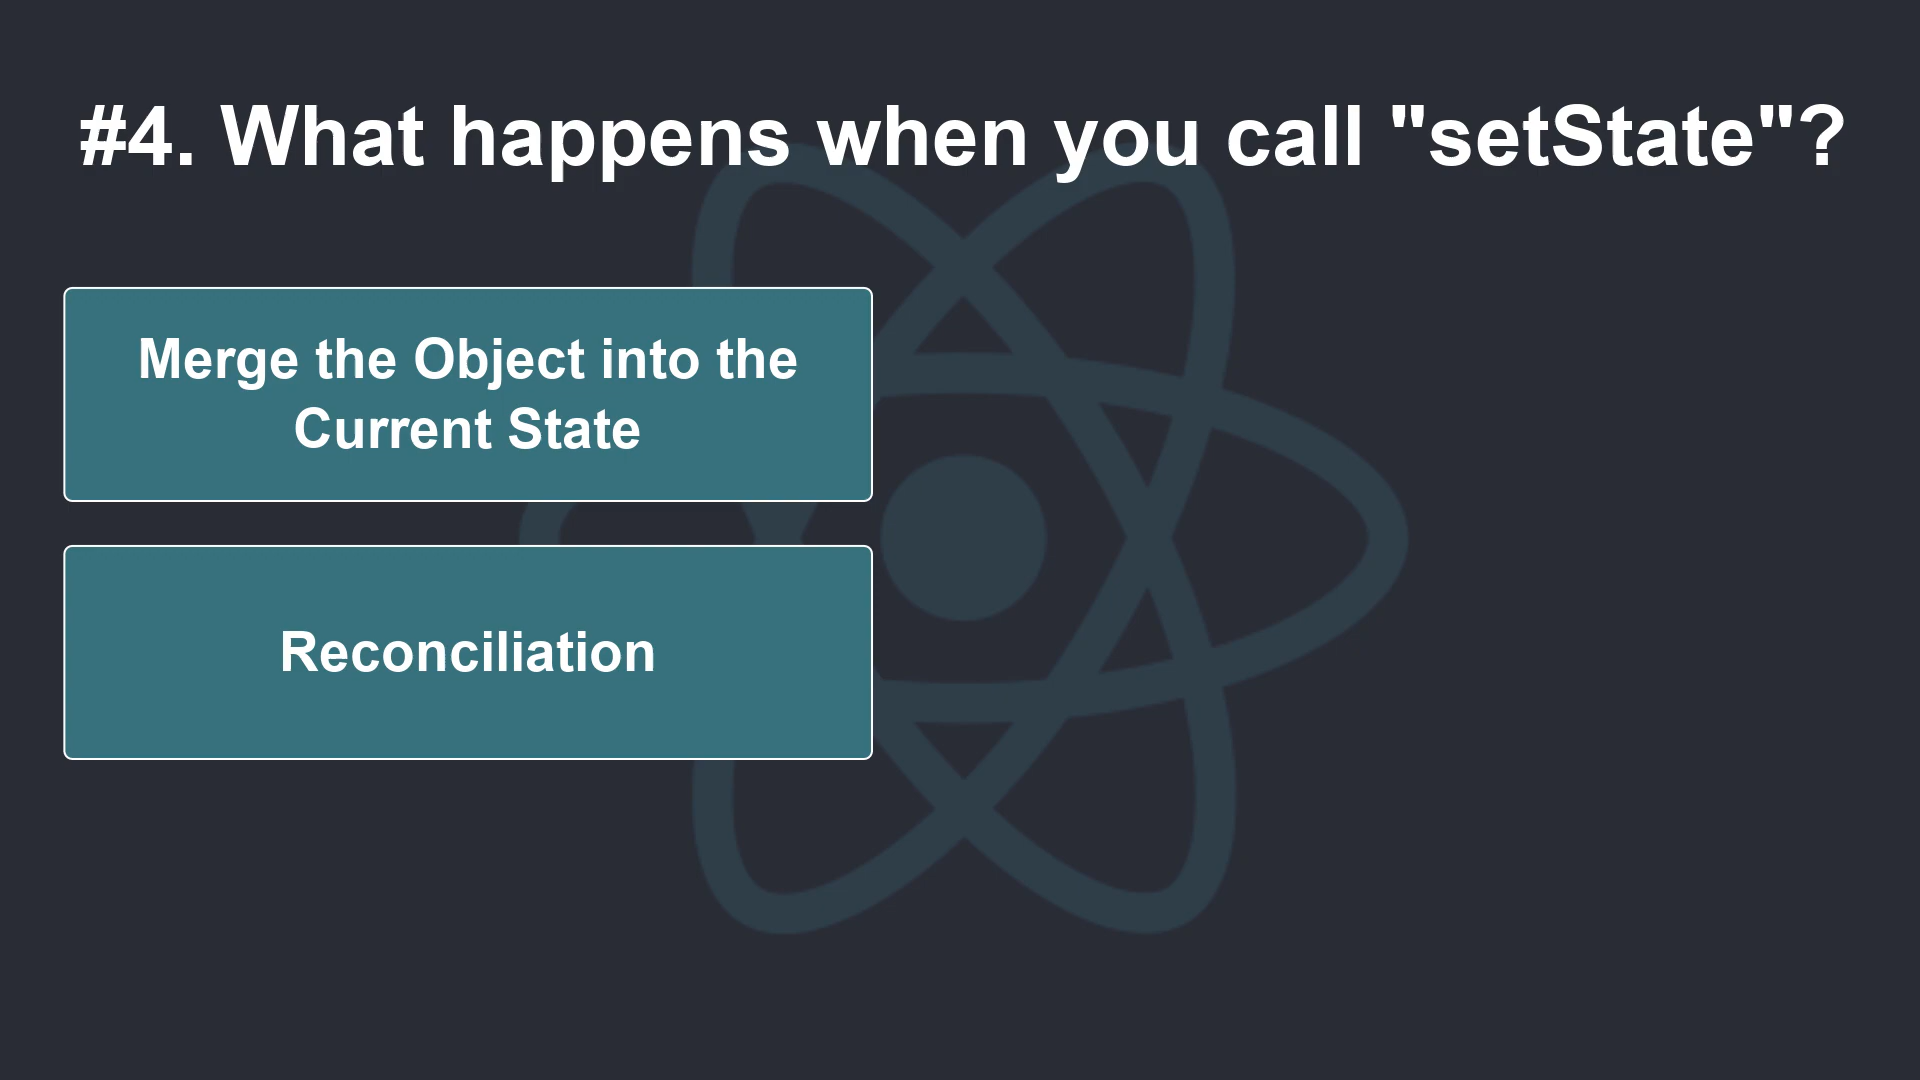 #4. What happens when you call "setState"?
Merge the Object into the
Current State
Reconciliation